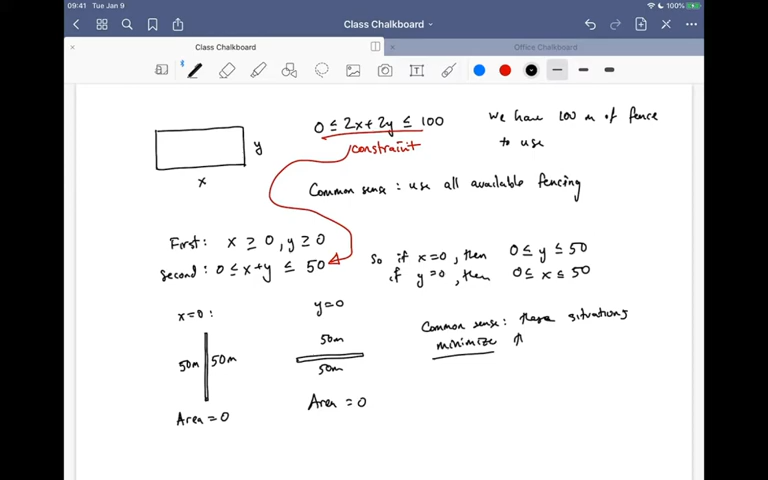 09:41 Tue Jan 9
100%
Class Chalkboard
Class Chalkboard
Office Chalkboard
0 ≤ 2x+2y ≤ 100
we have 100 m of fence
to use
constraint
y
x
Common sense: use all available fencing
First: x ≥ 0, y ≥ 0
Second: 0 ≤ x+y ≤ 50
So if x=0, then 0 ≤ y ≤ 50
if y=0, then 0 ≤ x ≤ 50
x=0:
y=0
50m 50m
50m
50m
Area = 0
Area = 0
Common sense: these situations
minimize